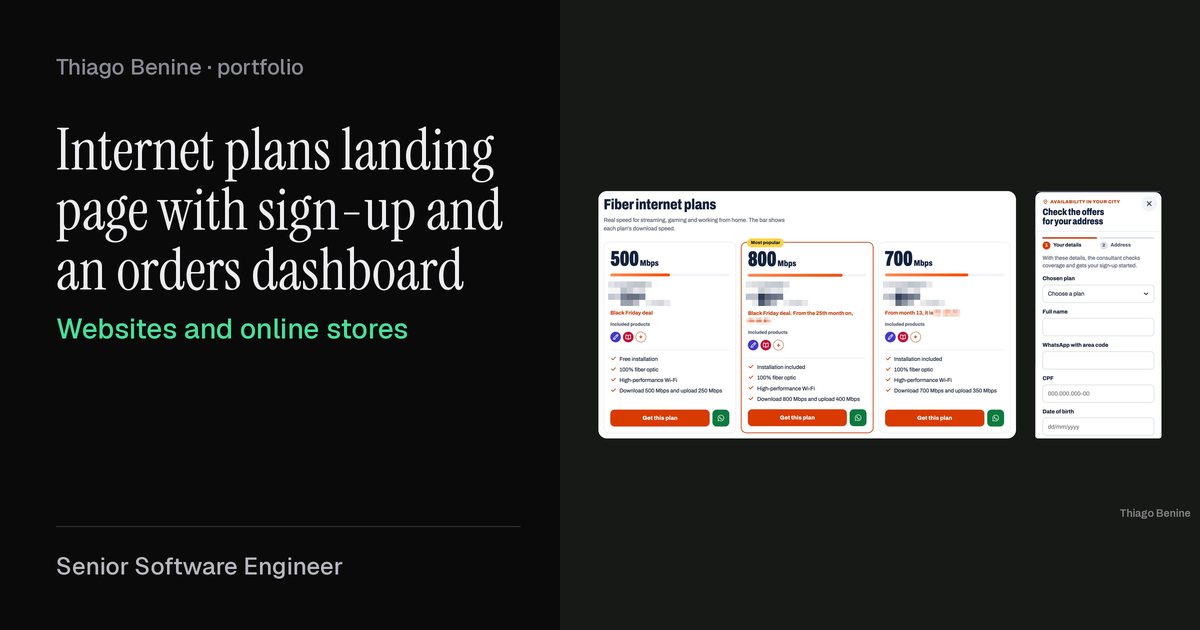 Thiago Benine · portfolio
Internet plans landing
page with sign-up and
an orders dashboard
Websites and online stores
Senior Software Engineer
Fiber internet plans
Real speed for streaming, gaming and working from home. The bar shows
each plan's download speed.
500 Mbps
Black Friday deal
Included products
Free installation
100% fiber optic
High-performance Wi-Fi
Download 500 Mbps and upload 250 Mbps
Get this plan
Most popular
800 Mbps
Black Friday deal. From the 25th month on,
Included products
Installation included
100% fiber optic
High-performance Wi-Fi
Download 800 Mbps and upload 400 Mbps
Get this plan
700 Mbps
From month 13, it is
Included products
Installation included
100% fiber optic
High-performance Wi-Fi
Download 700 Mbps and upload 350 Mbps
Get this plan
AVAILABILITY IN YOUR CITY
Check the offers
for your address
1 Your details 2 Address
With these details, the consultant checks
coverage and gets your sign-up started.
Chosen plan
Choose a plan
Full name
WhatsApp with area code
CPF
000.000.000-00
Date of birth
dd/mm/yyyy
Thiago Benine